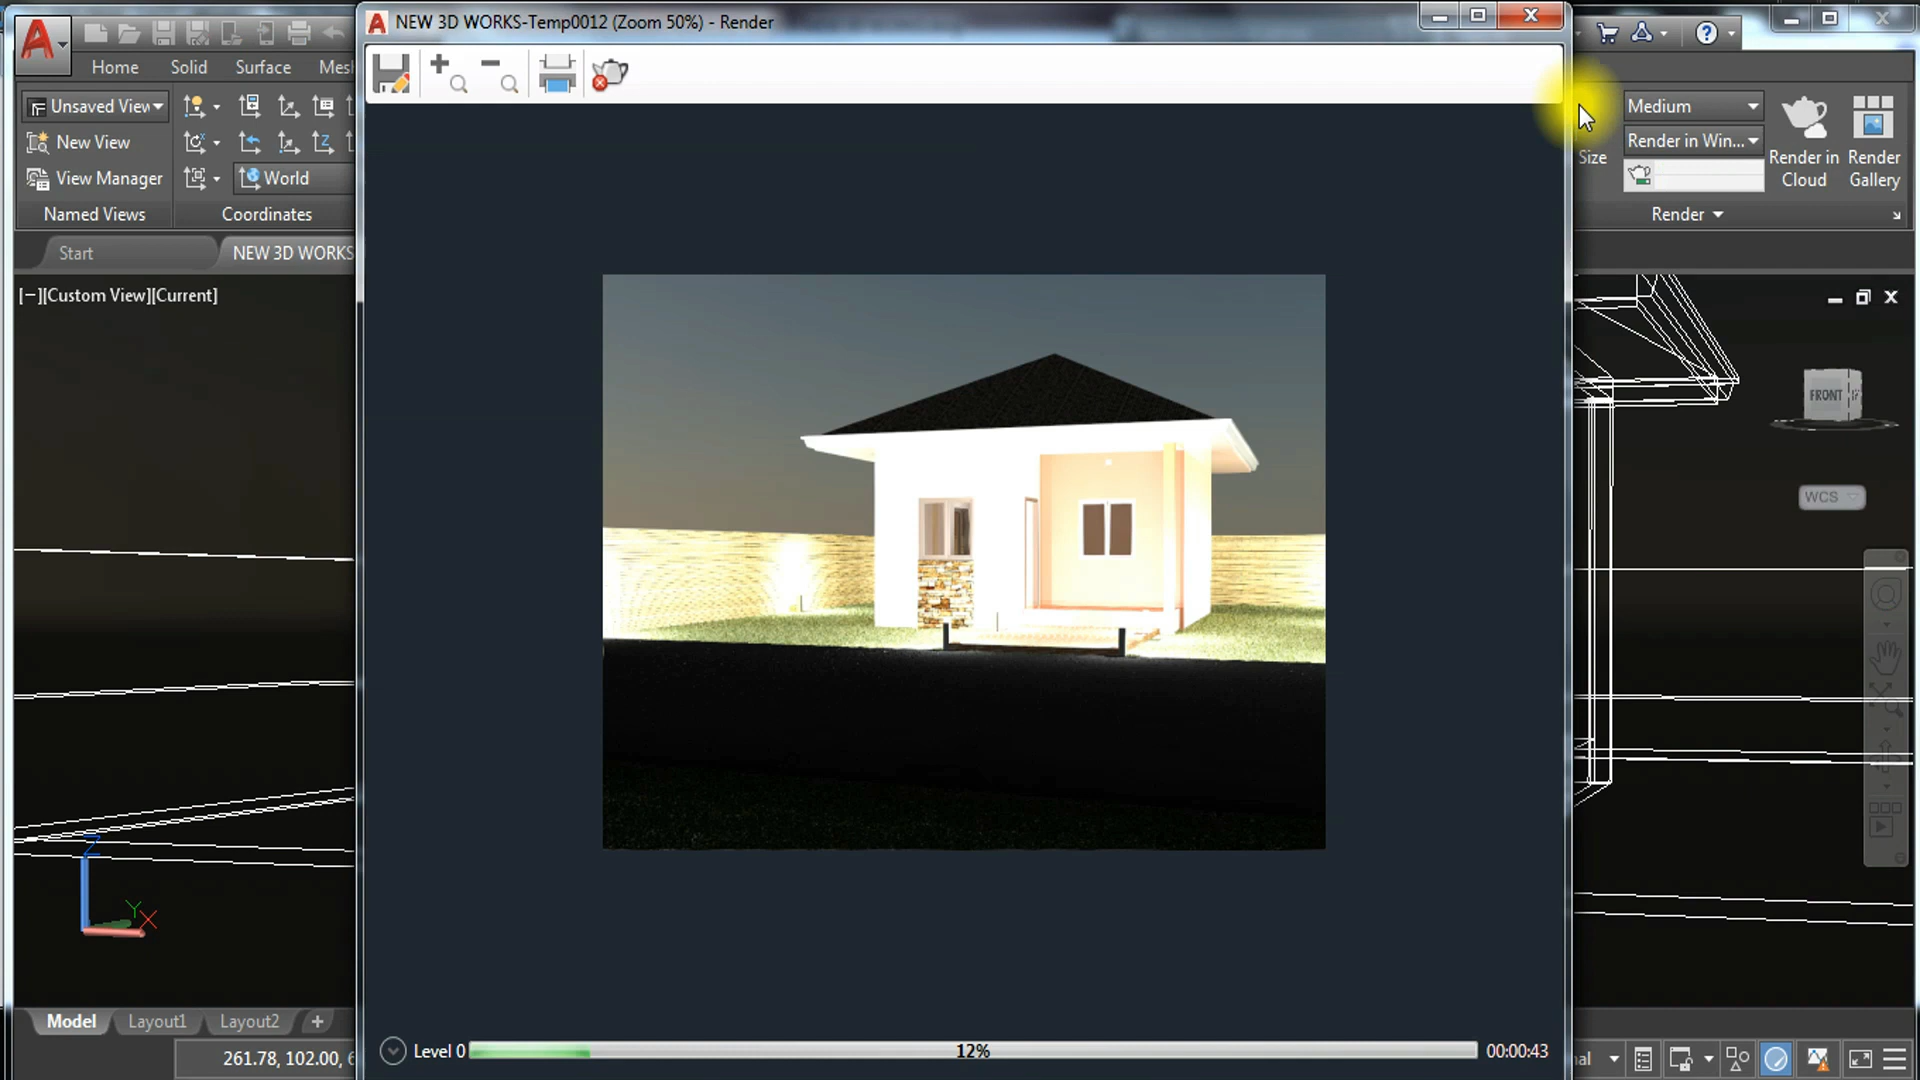 NEW 3D WORKS-Temp0012 (Zoom 50%) - Render
Home Solid Surface Mesh
Unsaved View
New View
View Manager
Named Views
World
Coordinates
Size
Medium
Render in Win...
Render in Cloud
Render Gallery
Render
Start
NEW 3D WORKS
[−][Custom View][Current]
FRONT
WCS
Z
Y
X
Model Layout1 Layout2 +
261.78, 102.00,
Level 0
12%
00:00:43